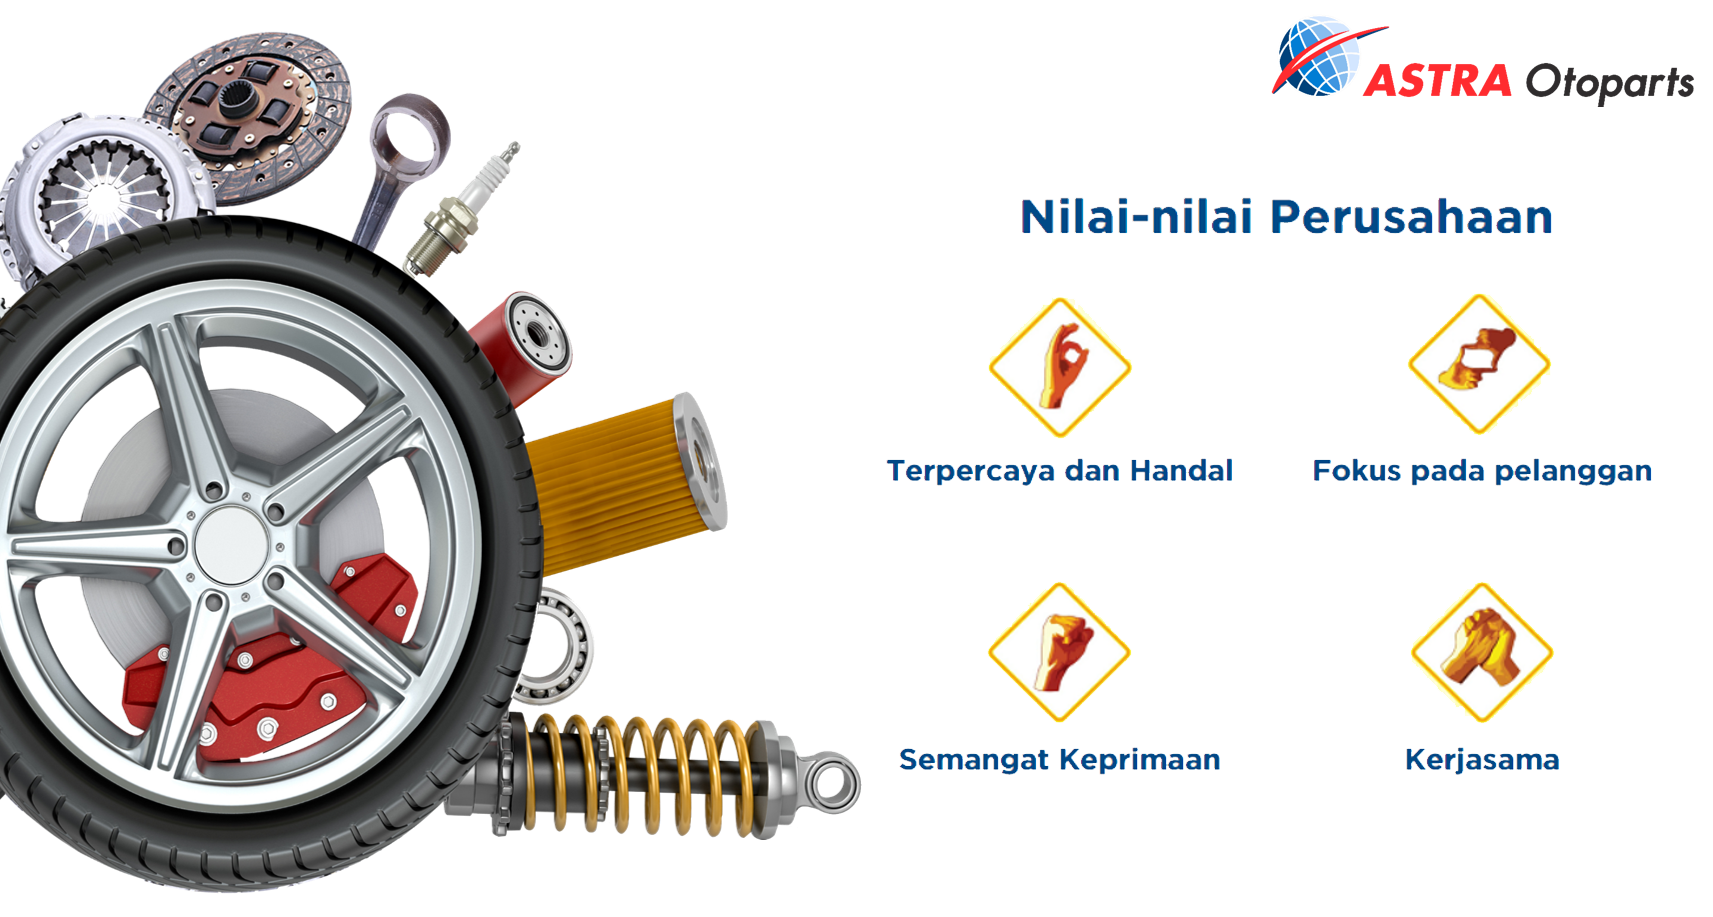 ASTRA Otoparts
Nilai-nilai Perusahaan
Terpercaya dan Handal
Fokus pada pelanggan
Semangat Keprimaan
Kerjasama